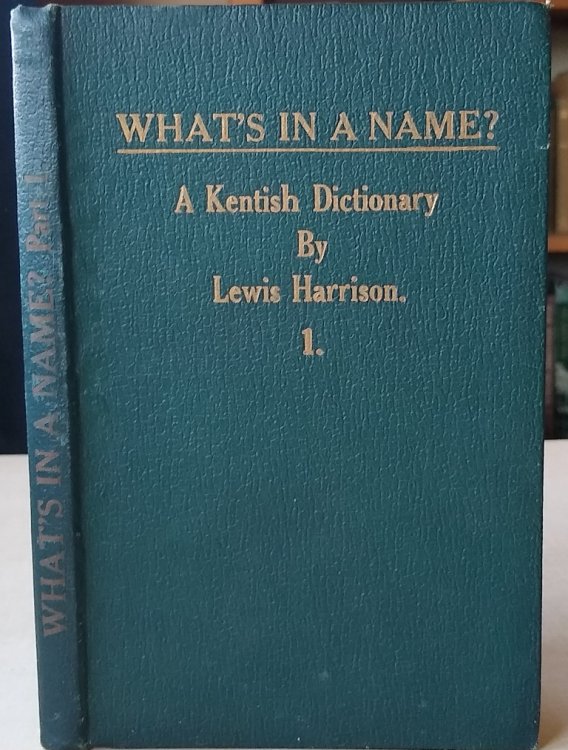 WHAT'S IN A NAME?
A Kentish Dictionary
By
Lewis Harrison.
1.
WHAT'S IN A NAME? Part 1